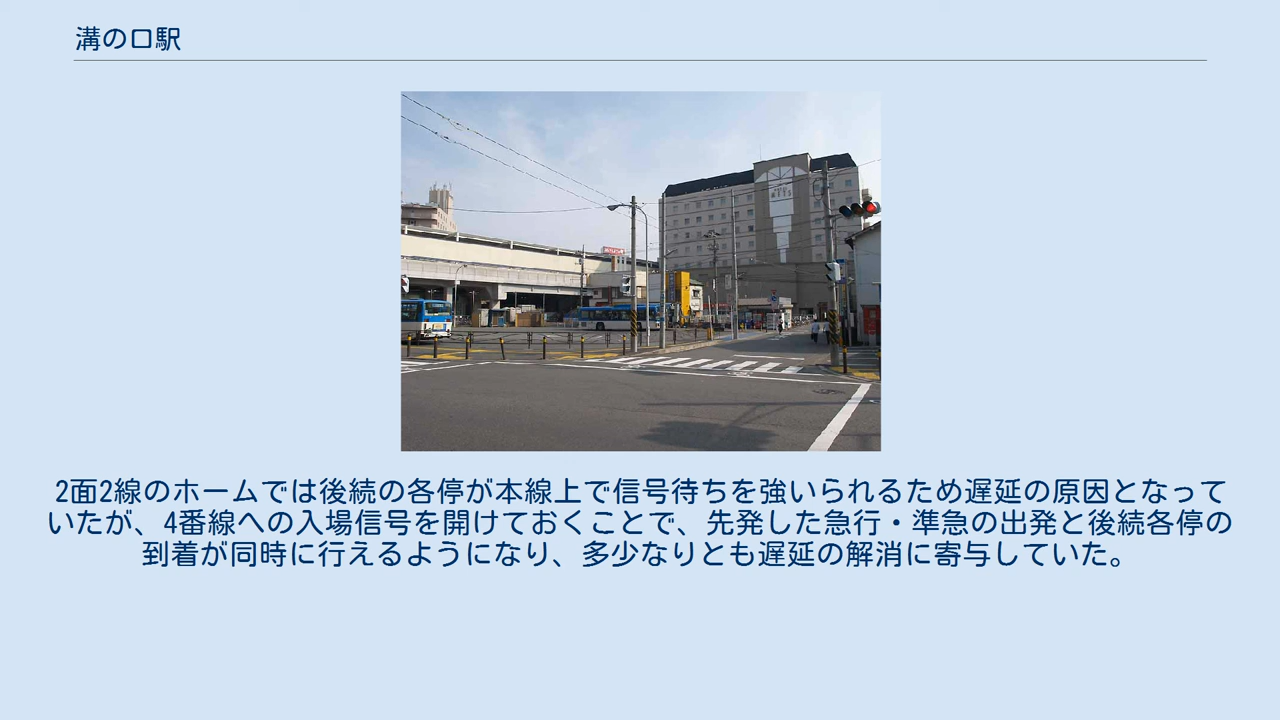 溝の口駅
2面2線のホームでは後続の各停が本線上で信号待ちを強いられるため遅延の原因となって
いたが、4番線への入場信号を開けておくことで、先発した急行・準急の出発と後続各停の
到着が同時に行えるようになり、多少なりとも遅延の解消に寄与していた。